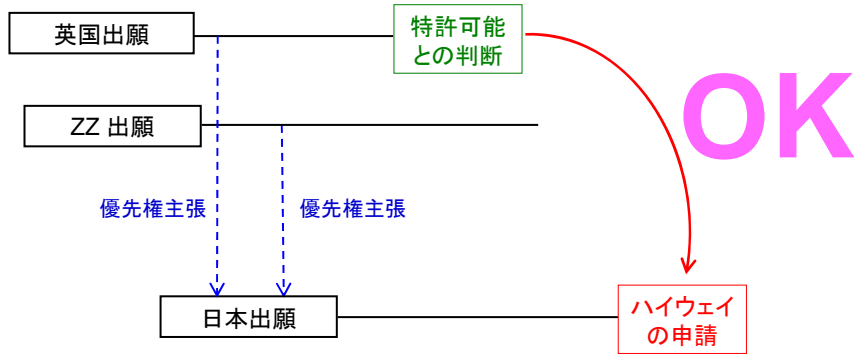 英国出願
特許可能
との判断
OK
ZZ 出願
優先権主張
優先権主張
日本出願
ハイウェイ
の申請